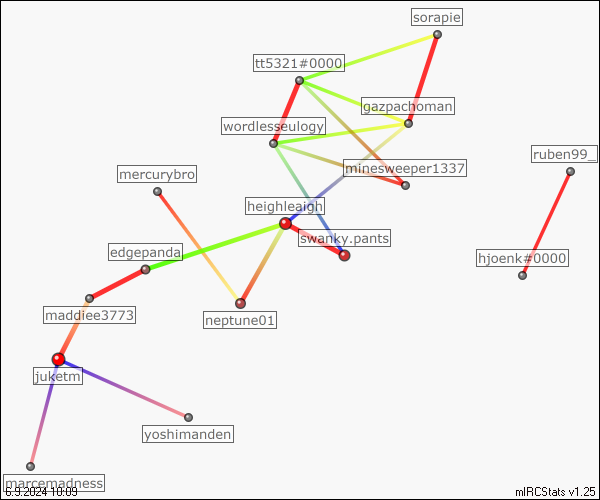 sorapie
tt5321#0000
gazpachoman
wordlesseulogy
ruben99_
minesweeper1337
mercurybro
heighleaigh
swanky.pants
edgepanda
hjoenk#0000
maddiee3773
neptune01
juketm
yoshimanden
marcemadness
6.9.2024 10:09
mIRCStats v1.25